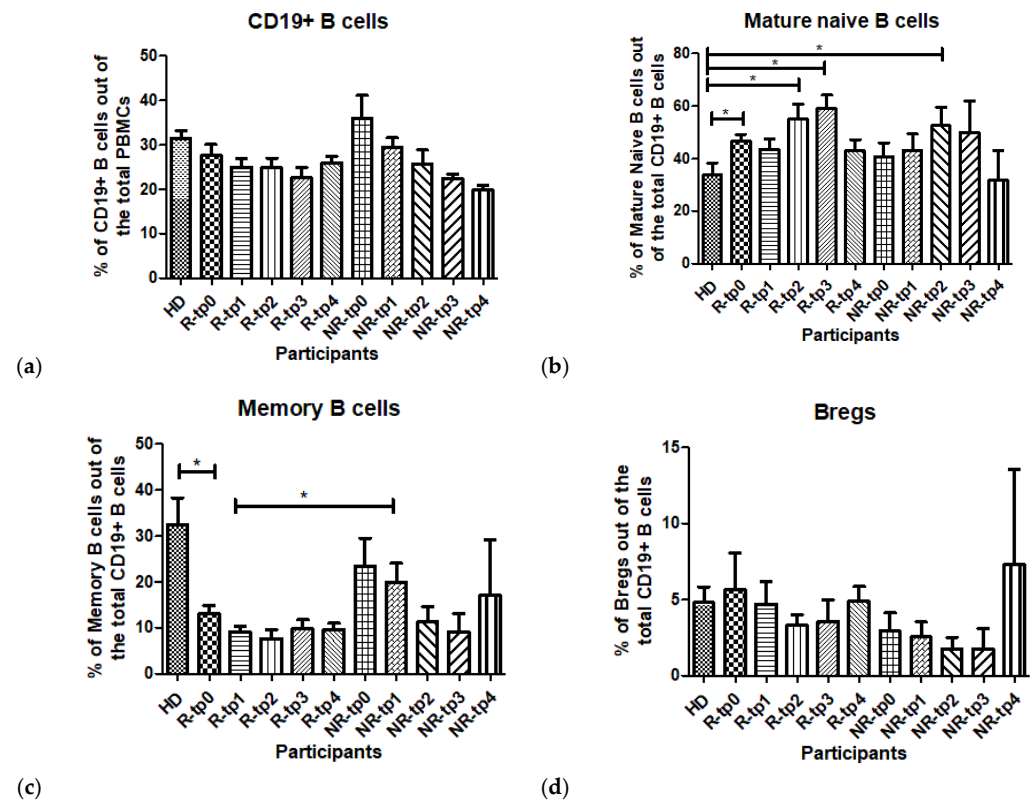 CD19+ B cells
% of CD19+ B cells out of
the total PBMCs
50
40
30
20
10
0
HD
R-tp0
R-tp1
R-tp2
R-tp3
R-tp4
NR-tp0
NR-tp1
NR-tp2
NR-tp3
NR-tp4
Participants
(a)
Mature naive B cells
% of Mature Naive B cells out
of the total CD19+ B cells
80
60
40
20
0
*
*
*
*
HD
R-tp0
R-tp1
R-tp2
R-tp3
R-tp4
NR-tp0
NR-tp1
NR-tp2
NR-tp3
NR-tp4
Participants
(b)
Memory B cells
% of Memory B cells out of
the total CD19+ B cells
50
40
30
20
10
0
*
*
HD
R-tp0
R-tp1
R-tp2
R-tp3
R-tp4
NR-tp0
NR-tp1
NR-tp2
NR-tp3
NR-tp4
Participants
(c)
Bregs
% of Bregs out of the
total CD19+ B cells
15
10
5
0
HD
R-tp0
R-tp1
R-tp2
R-tp3
R-tp4
NR-tp0
NR-tp1
NR-tp2
NR-tp3
NR-tp4
Participants
(d)